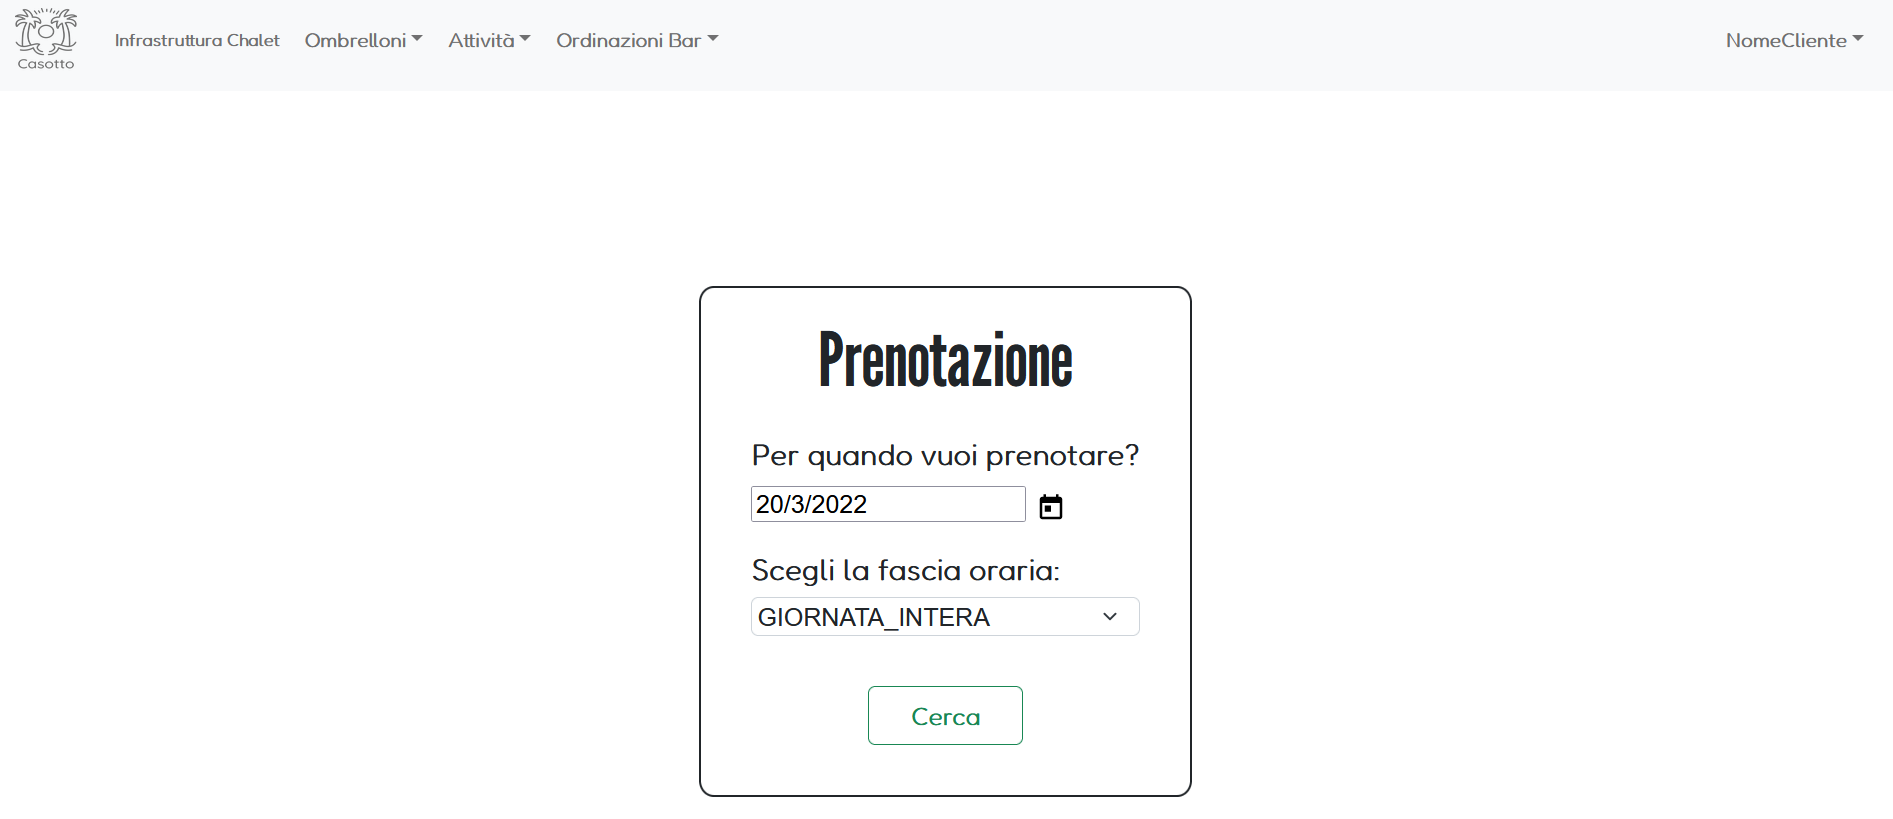 Casotto
Infrastruttura Chalet
Ombrelloni
Attività
Ordinazioni Bar
NomeCliente
Prenotazione
Per quando vuoi prenotare?
20/3/2022
Scegli la fascia oraria:
GIORNATA_INTERA
Cerca